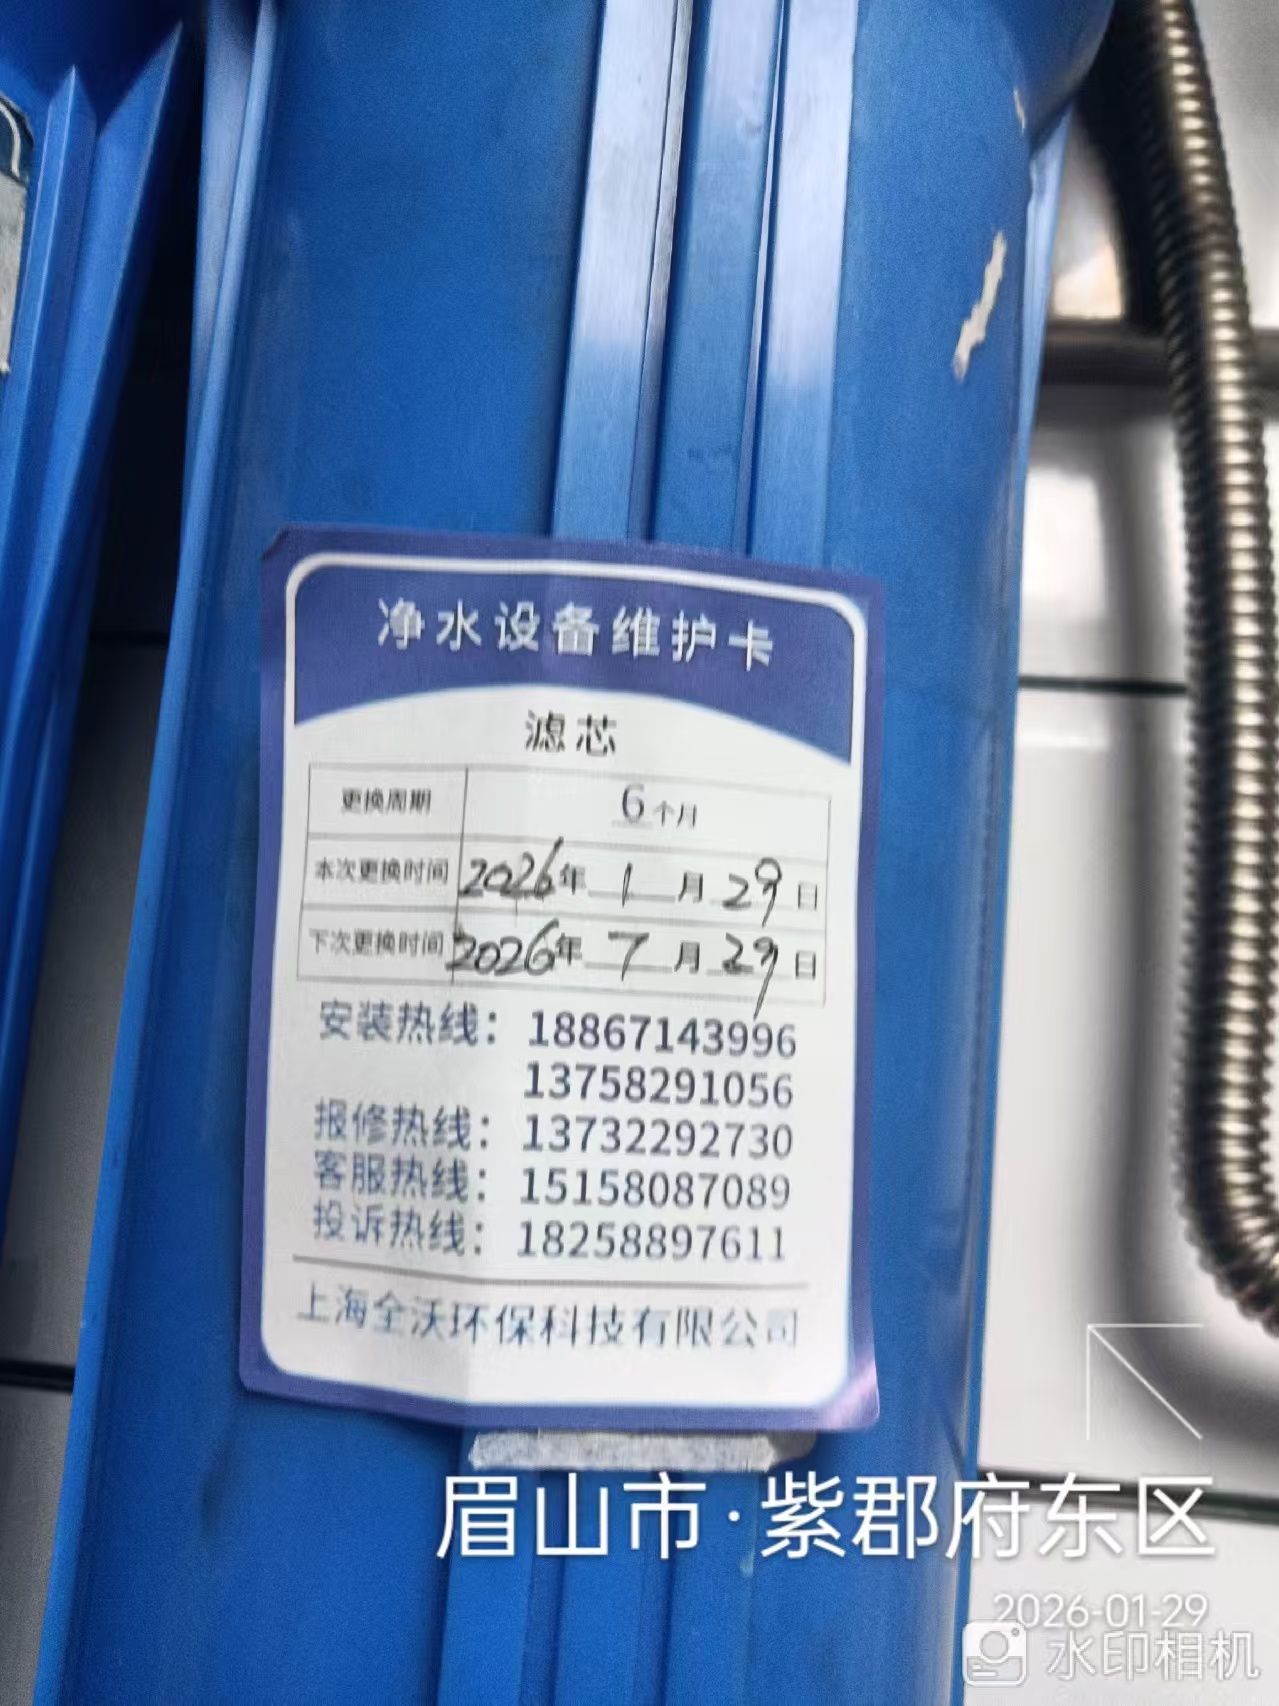 净水设备维护卡
滤芯
更换周期 6个月
本次更换时间 2026年1月29日
下次更换时间 2026年7月29日
安装热线：18867143996
13758291056
报修热线：13732292730
客服热线：15158087089
投诉热线：18258897611
上海全沃环保科技有限公司
眉山市·紫郡府东区
2026-01-29
水印相机